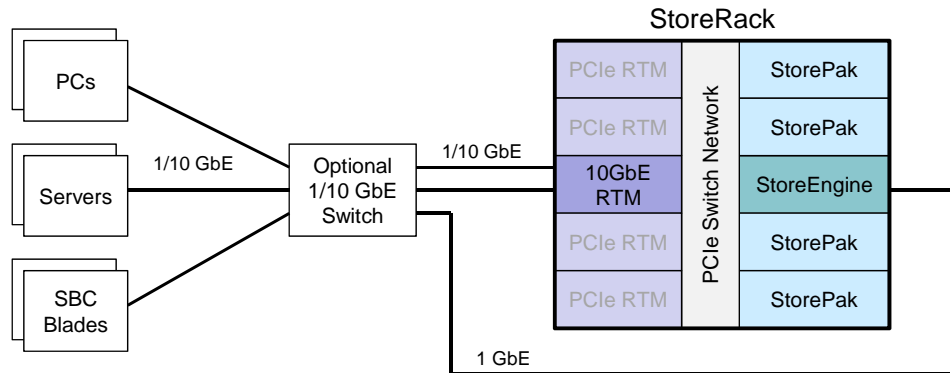 StoreRack
PCs
1/10 GbE
Servers
SBC
Blades
Optional
1/10 GbE
Switch
1/10 GbE
1 GbE
PCIe RTM
PCIe RTM
10GbE
RTM
PCIe RTM
PCIe RTM
PCIe Switch Network
StorePak
StorePak
StoreEngine
StorePak
StorePak